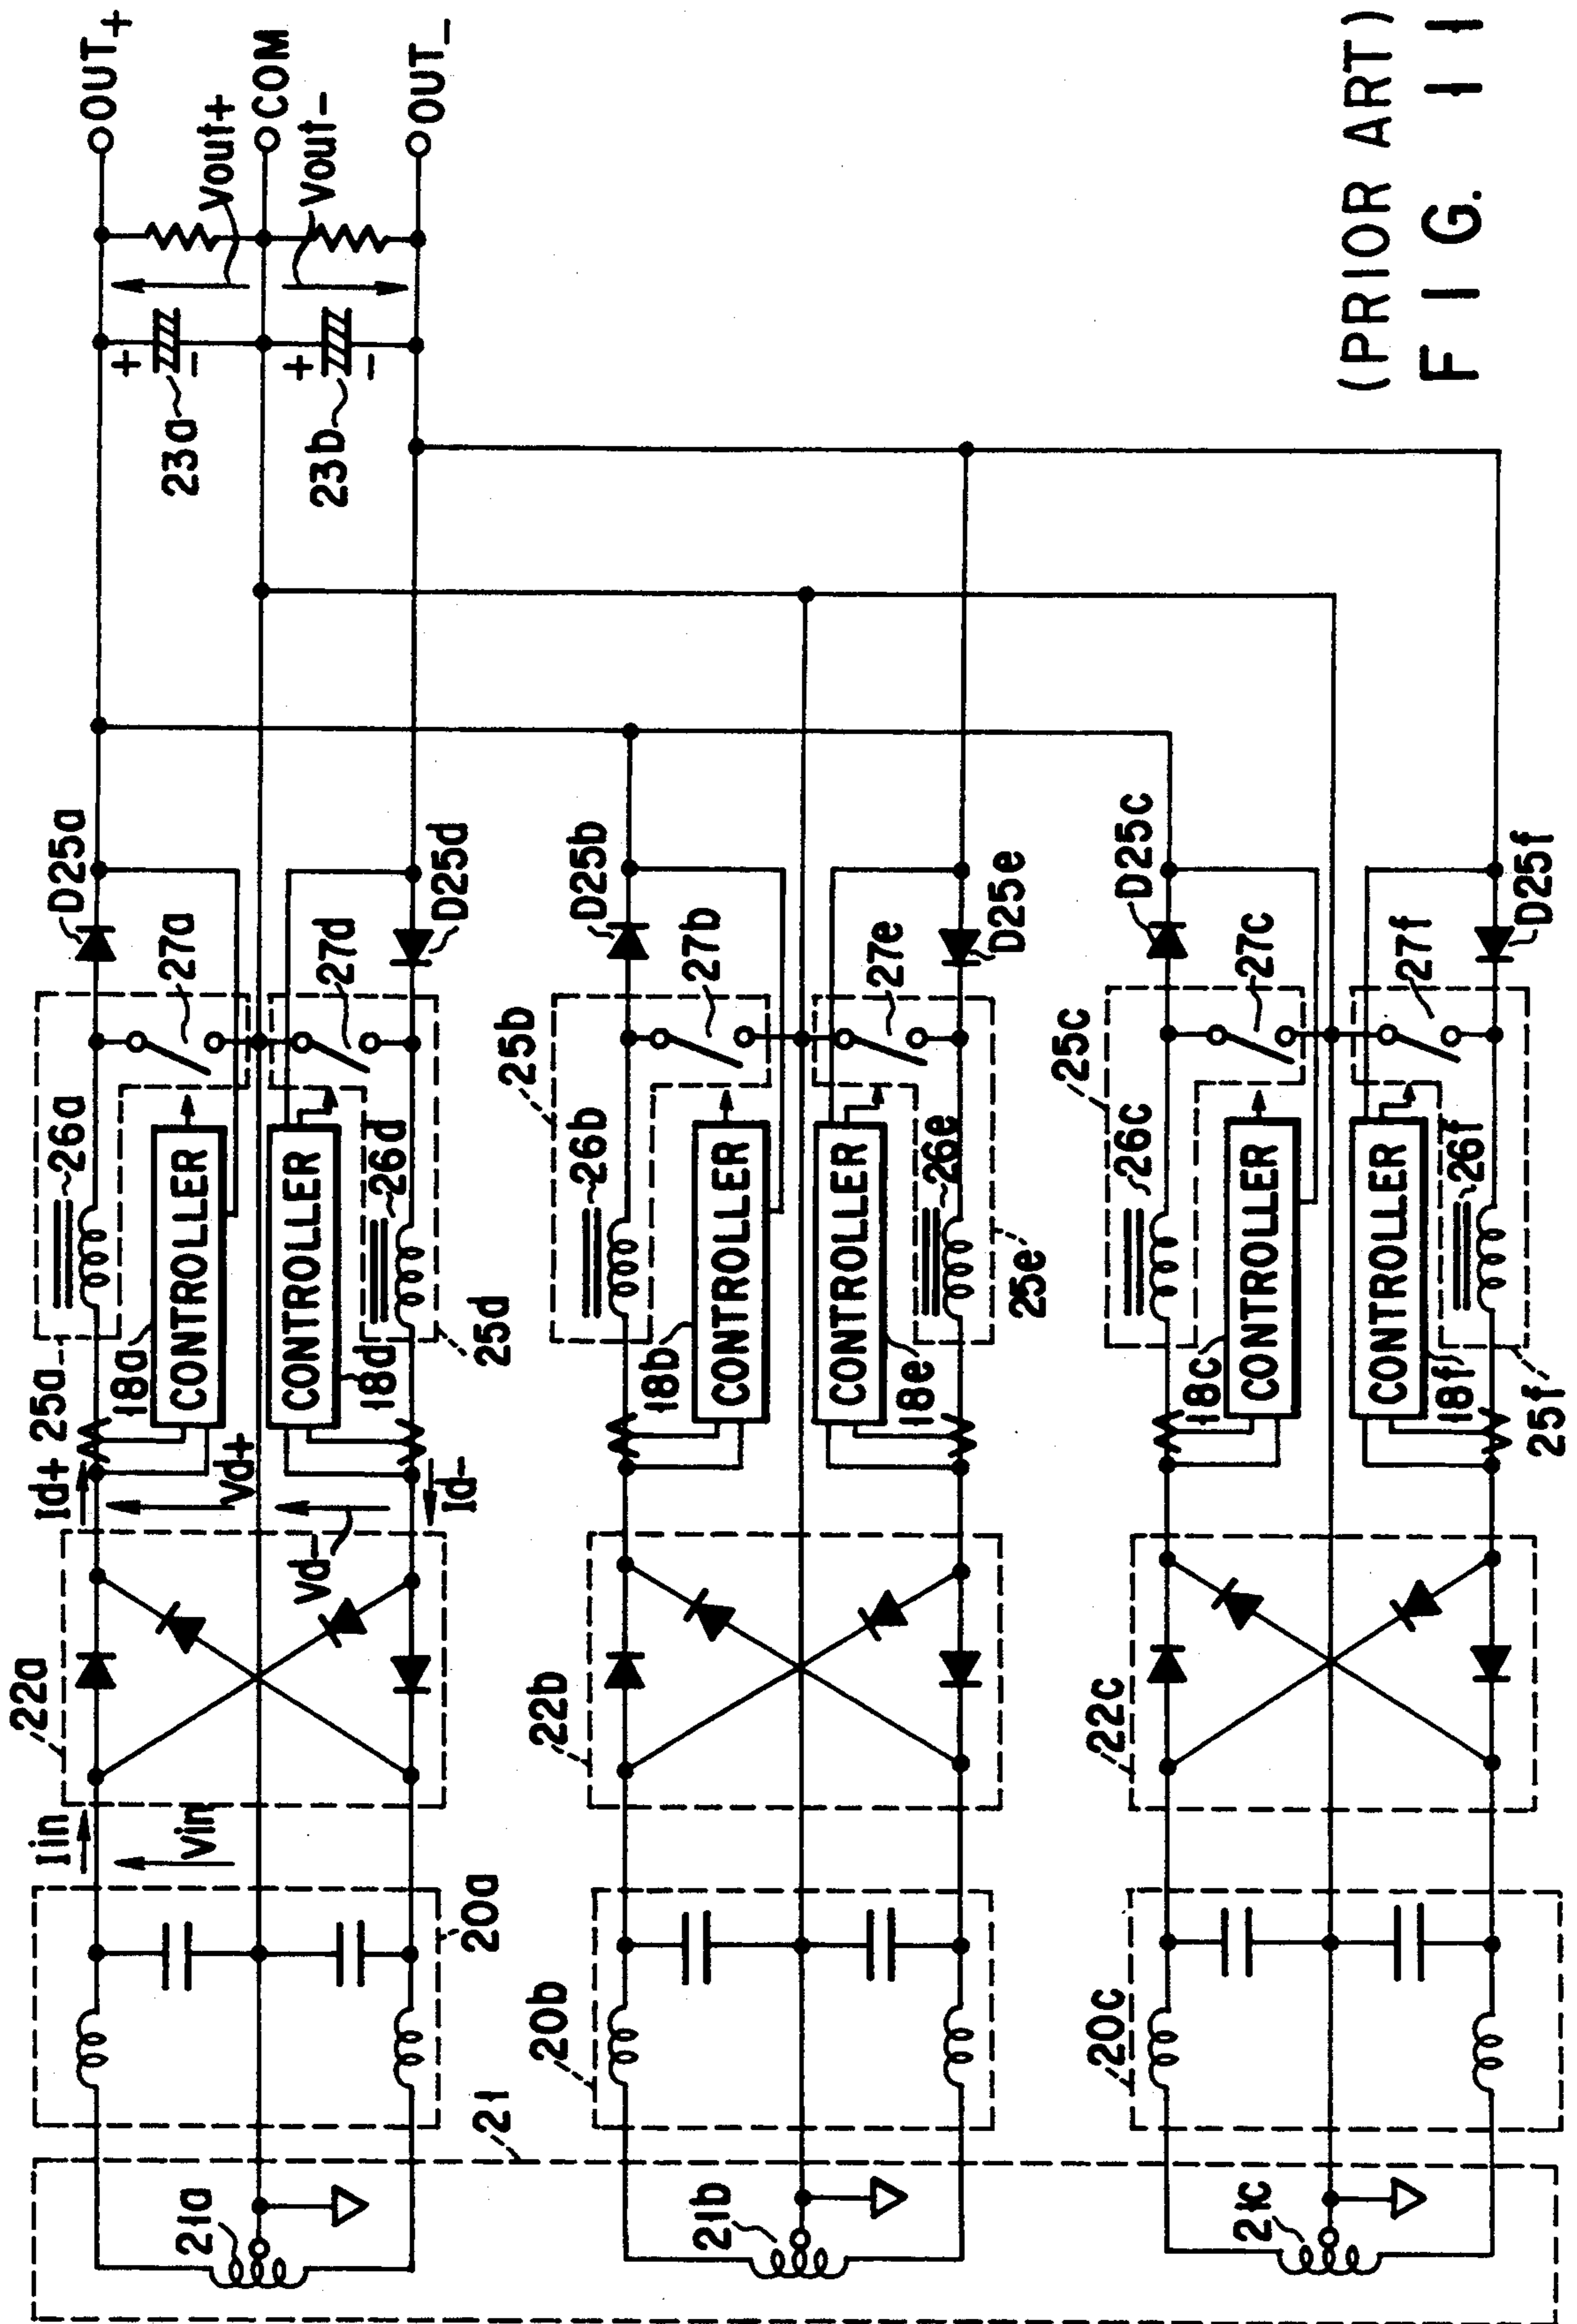 OUT+
Vout+
COM
Vout-
OUT-
+
-
23a
+
-
23b
D25a
27a
27d
D25d
26a
CONTROLLER
CONTROLLER
26d
25a
18a
18d
25d
Id+
Vd+
Vd-
Id-
22a
Iin
Vin
20a
21
21a
D25b
27b
27e
D25e
25b
26b
CONTROLLER
CONTROLLER
26e
18b
18e
25e
22b
20b
21b
D25c
27c
27f
D25f
25c
26c
CONTROLLER
CONTROLLER
26f
18c
18f
25f
22c
20c
21c
(PRIOR ART)
FIG. 11